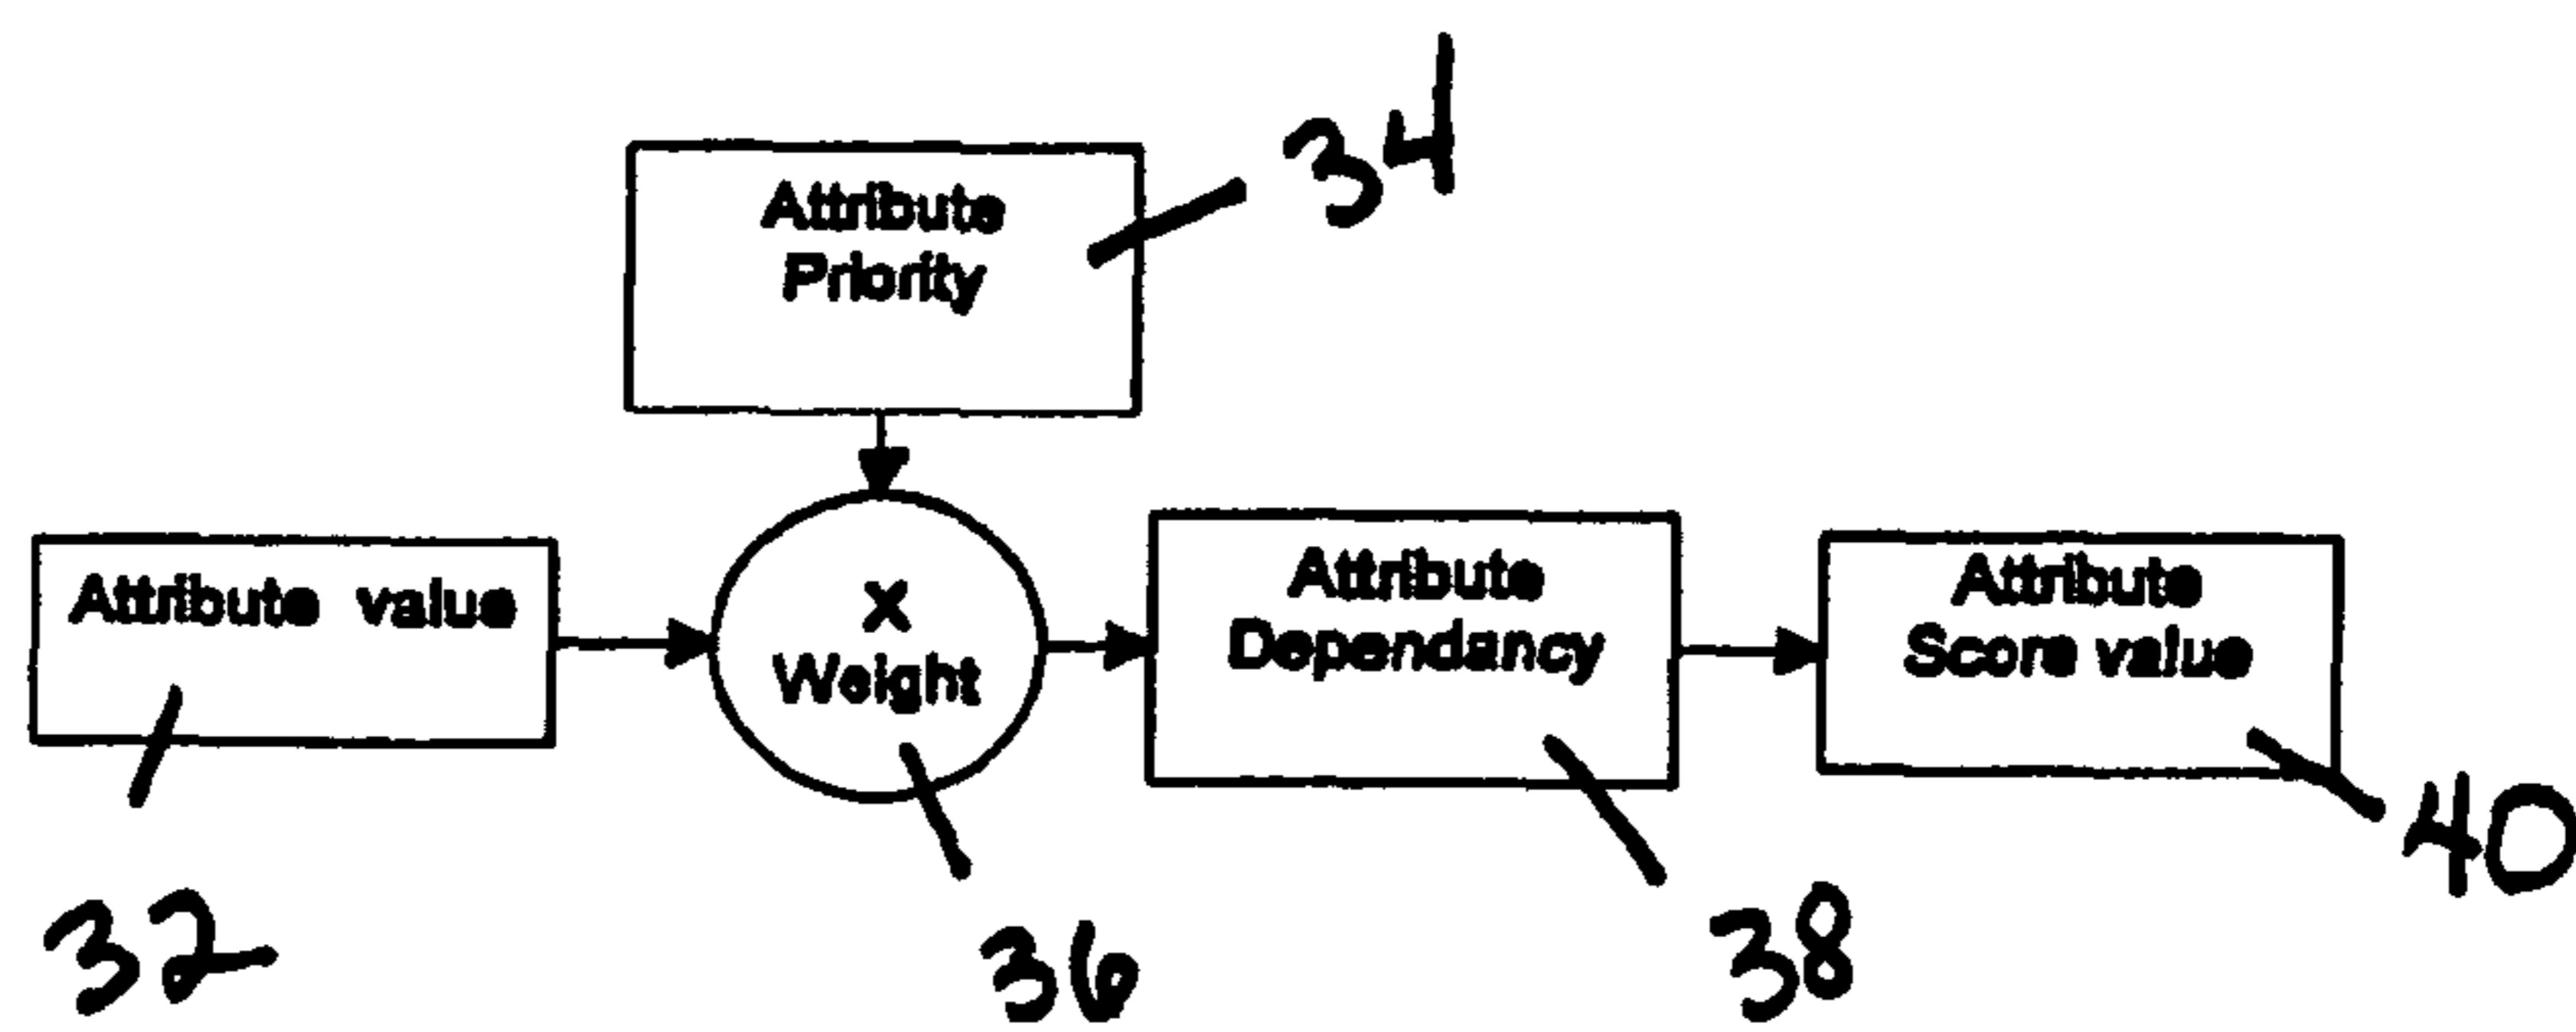 34
Attribute
Priority
Attribute value
X
Weight
Attribute
Dependancy
Attribute
Score value
32
36
38
40